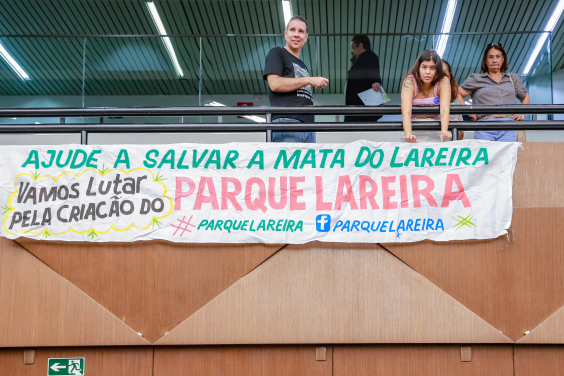 AJUDE A SALVAR A MATA DO LAREIRA
VAMOS LUTAR
PELA CRIAÇÃO DO
PARQUE LAREIRA
#PARQUELAREIRA f PARQUELAREIRA